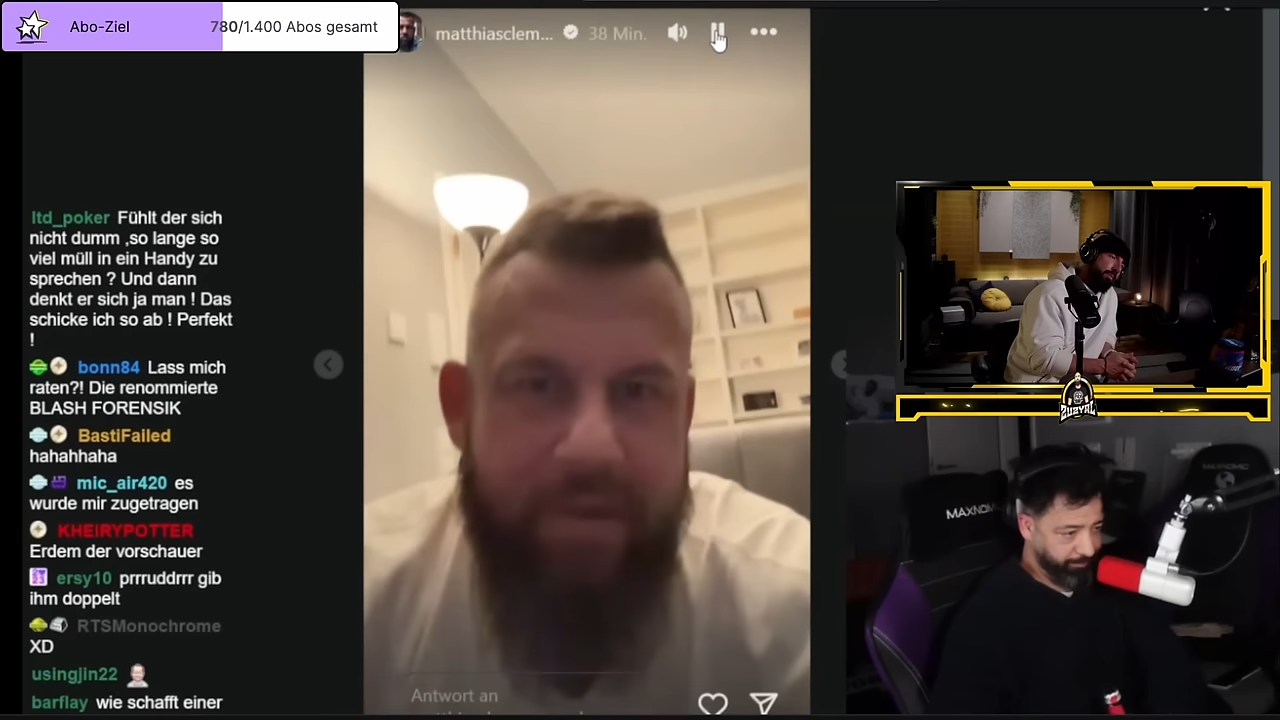 Abo-Ziel 780/1.400 Abos gesamt
matthiasclem... 38 Min.
ltd_poker Fühlt der sich
nicht dumm ,so lange so
viel müll in ein Handy zu
sprechen ? Und dann
denkt er sich ja man ! Das
schicke ich so ab ! Perfekt
!
bonn84 Lass mich
raten?! Die renommierte
BLASH FORENSIK
BastiFailed
hahahhaha
mic_air420 es
wurde mir zugetragen
KHEIRYPOTTER
Erdem der vorschauer
ersy10 prrruddrrr gib
ihm doppelt
RTSMonochrome
XD
usingjin22
barflay wie schafft einer
Antwort an
ZUBYAL
MAXNOMIC